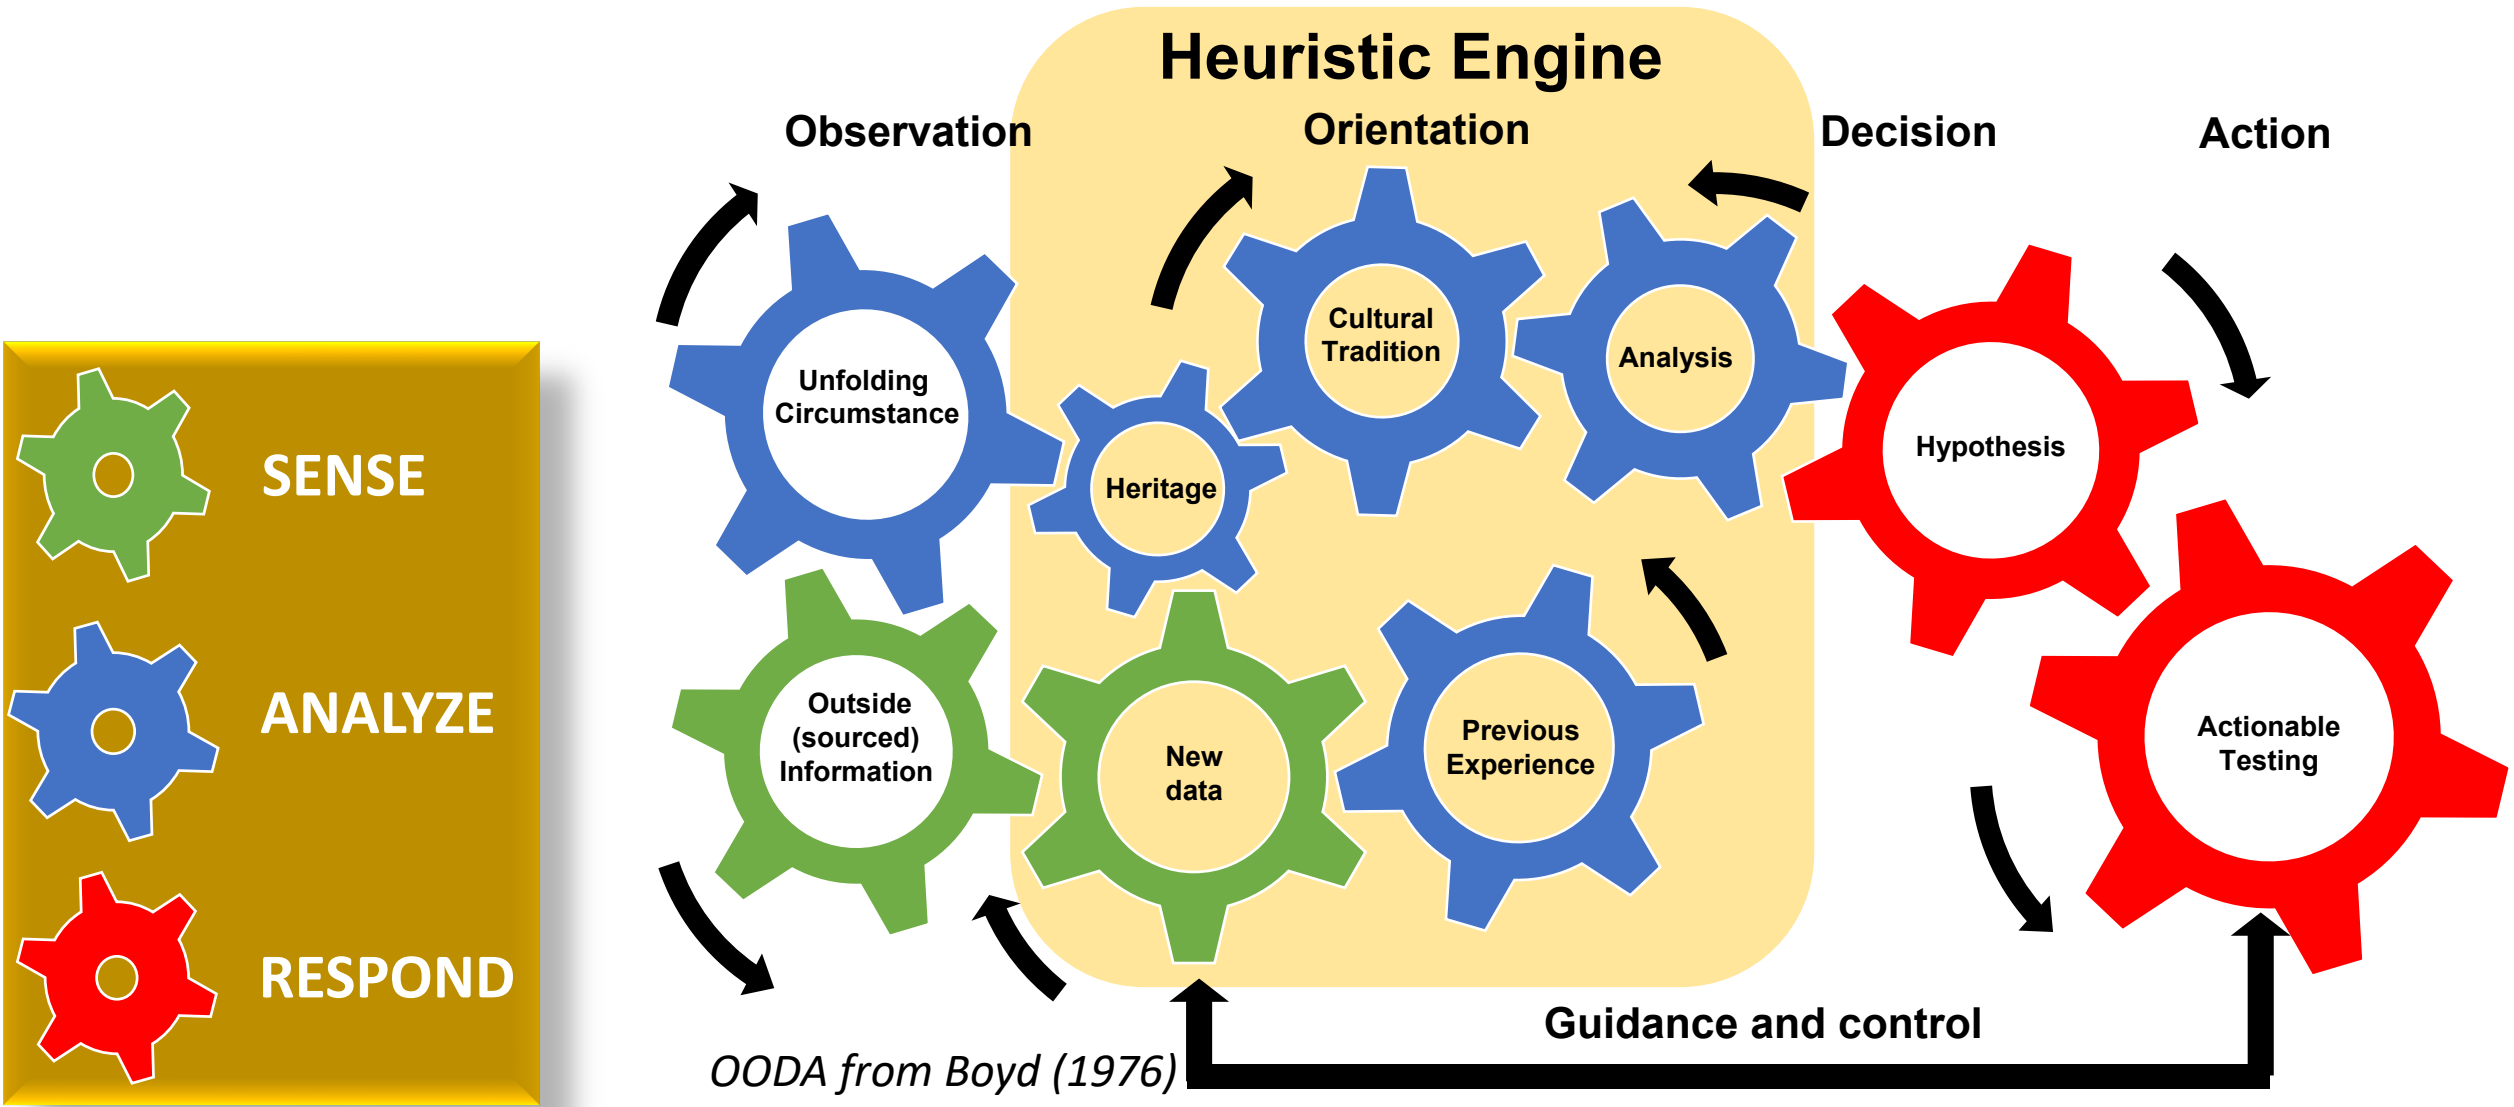 Heuristic Engine
Observation
Orientation
Decision
Action
Unfolding
Circumstance
Heritage
Cultural
Tradition
Analysis
Hypothesis
Outside
(sourced)
Information
New
data
Previous
Experience
Actionable
Testing
SENSE
ANALYZE
RESPOND
Guidance and control
OODA from Boyd (1976)